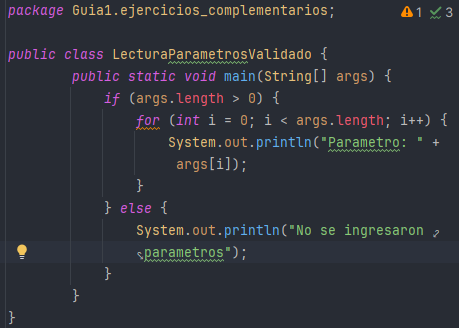 package Guia1.ejercicios_complementarios;
1 3
public class LecturaParametrosValidado {
public static void main(String[] args) {
if (args.length > 0) {
for (int i = 0; i < args.length; i++) {
System.out.println("Parametro: " +
args[i]);
}
} else {
System.out.println("No se ingresaron
parametros");
}
}
}